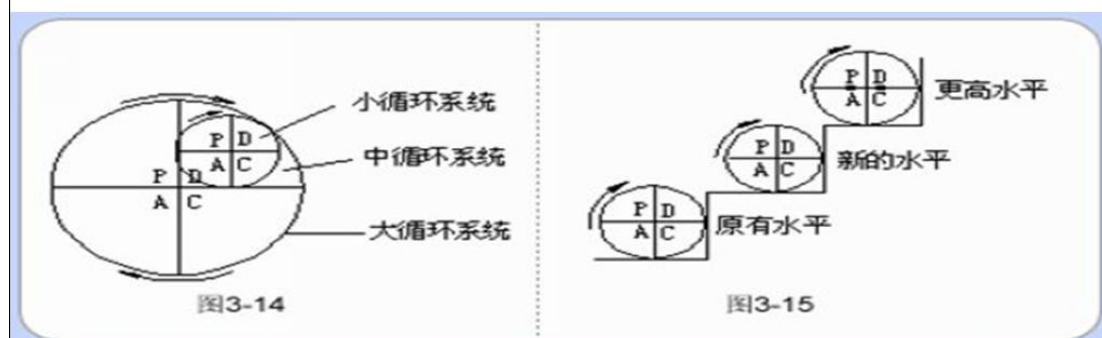 P D
A C
P D
A C
小循环系统
中循环系统
大循环系统
图3-14
P D
A C
更高水平
P D
A C
新的水平
P D
A C
原有水平
图3-15